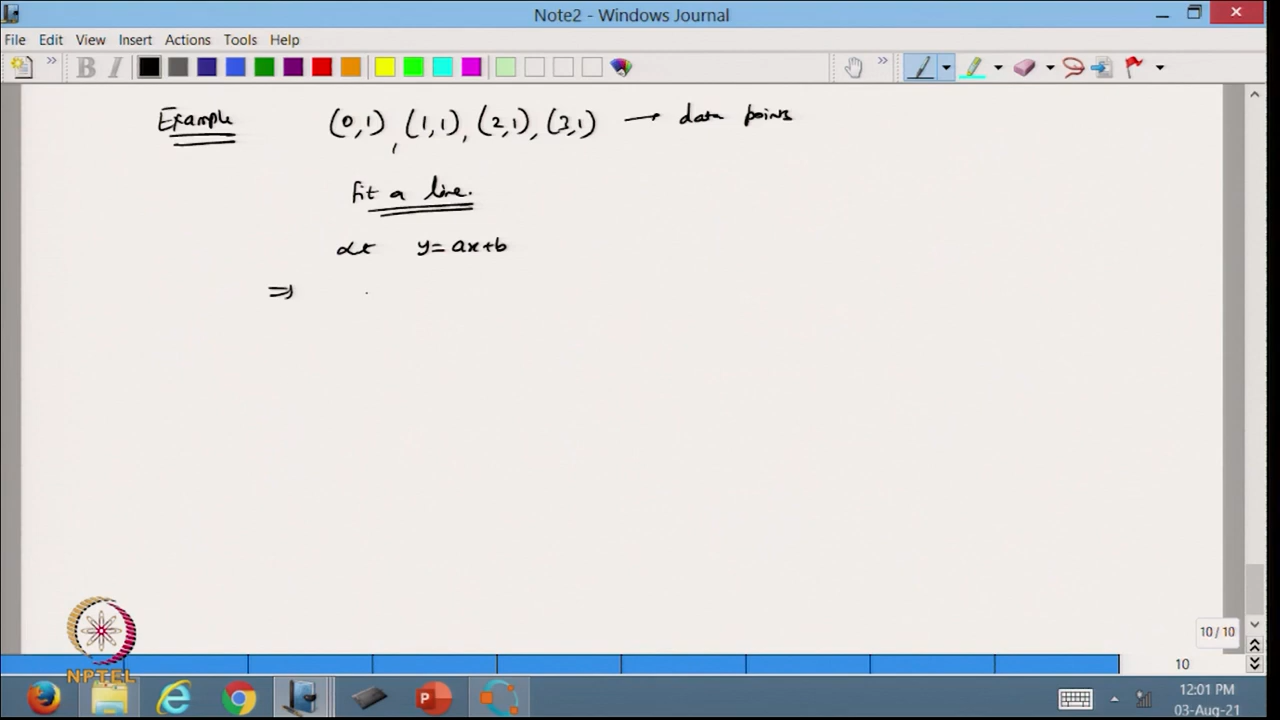 Note2 - Windows Journal
File Edit View Insert Actions Tools Help
B I
Example (0,1), (1,1), (2,1), (3,1) → data points
Fit a line.
Let y=ax+b
⇒
10 / 10
10
NPTEL
12:01 PM
03-Aug-21